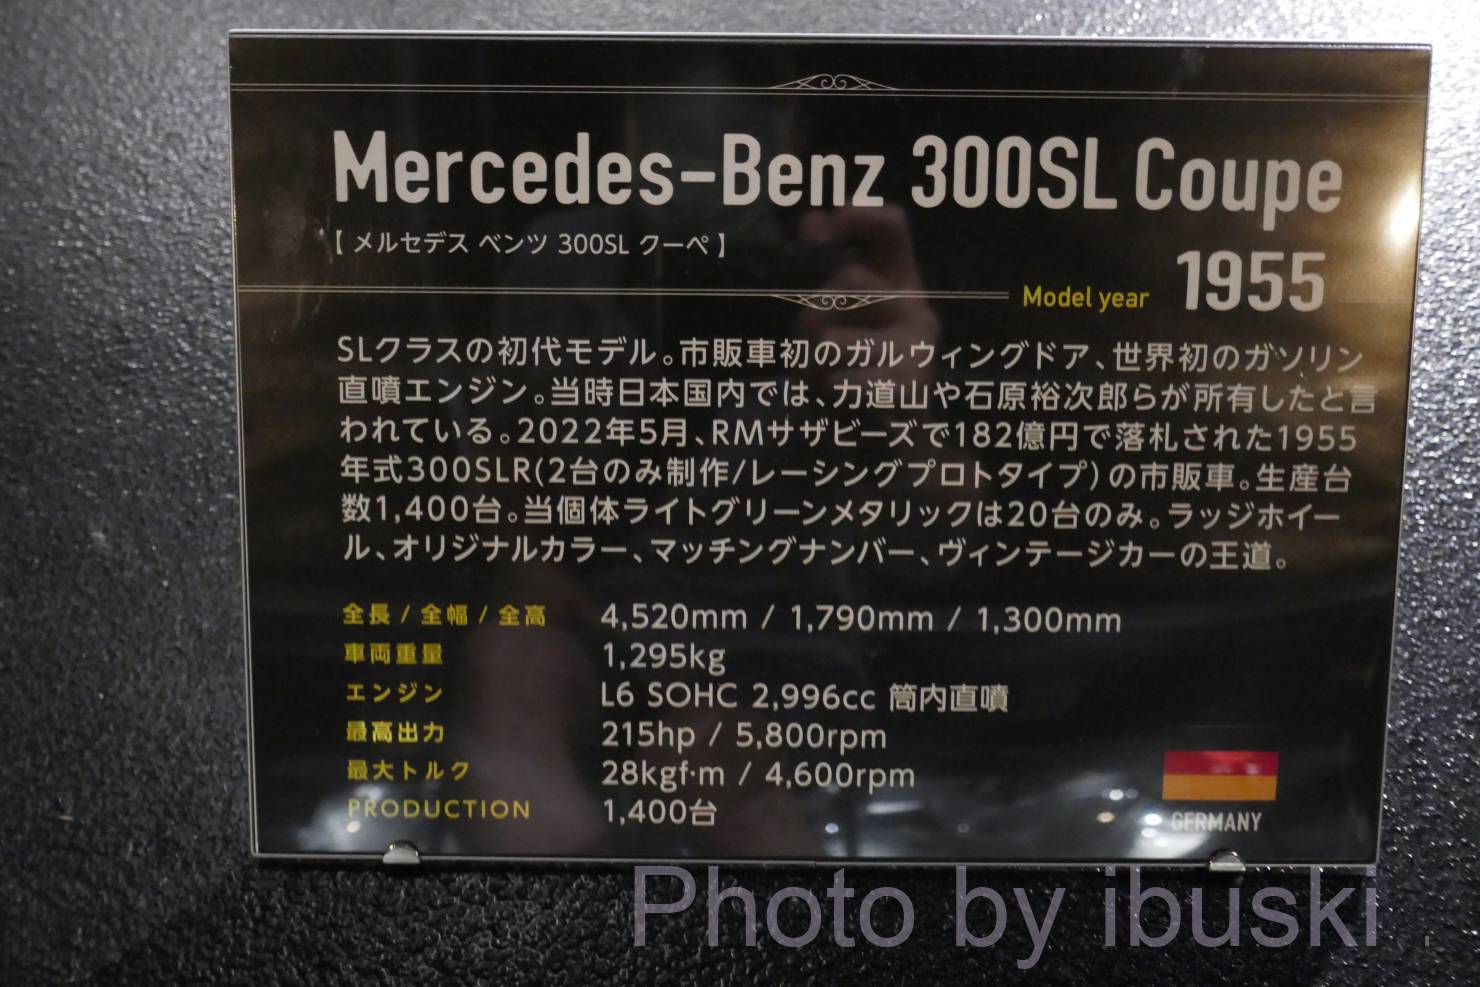 Mercedes-Benz 300SL Coupe
【 メルセデス ベンツ 300SL クーペ 】
Model year 1955
SLクラスの初代モデル。市販車初のガルウィングドア、世界初のガソリン
直噴エンジン。当時日本国内では、力道山や石原裕次郎らが所有したと言
われている。2022年5月、RMサザビーズで182億円で落札された1955
年式300SLR(2台のみ制作/レーシングプロトタイプ)の市販車。生産台
数1,400台。当個体ライトグリーンメタリックは20台のみ。ラッジホイー
ル、オリジナルカラー、マッチングナンバー、ヴィンテージカーの王道。
全長 / 全幅 / 全高 4,520mm / 1,790mm / 1,300mm
車両重量 1,295kg
エンジン L6 SOHC 2,996cc 筒内直噴
最高出力 215hp / 5,800rpm
最大トルク 28kgf·m / 4,600rpm
PRODUCTION 1,400台
GERMANY
Photo by ibuski